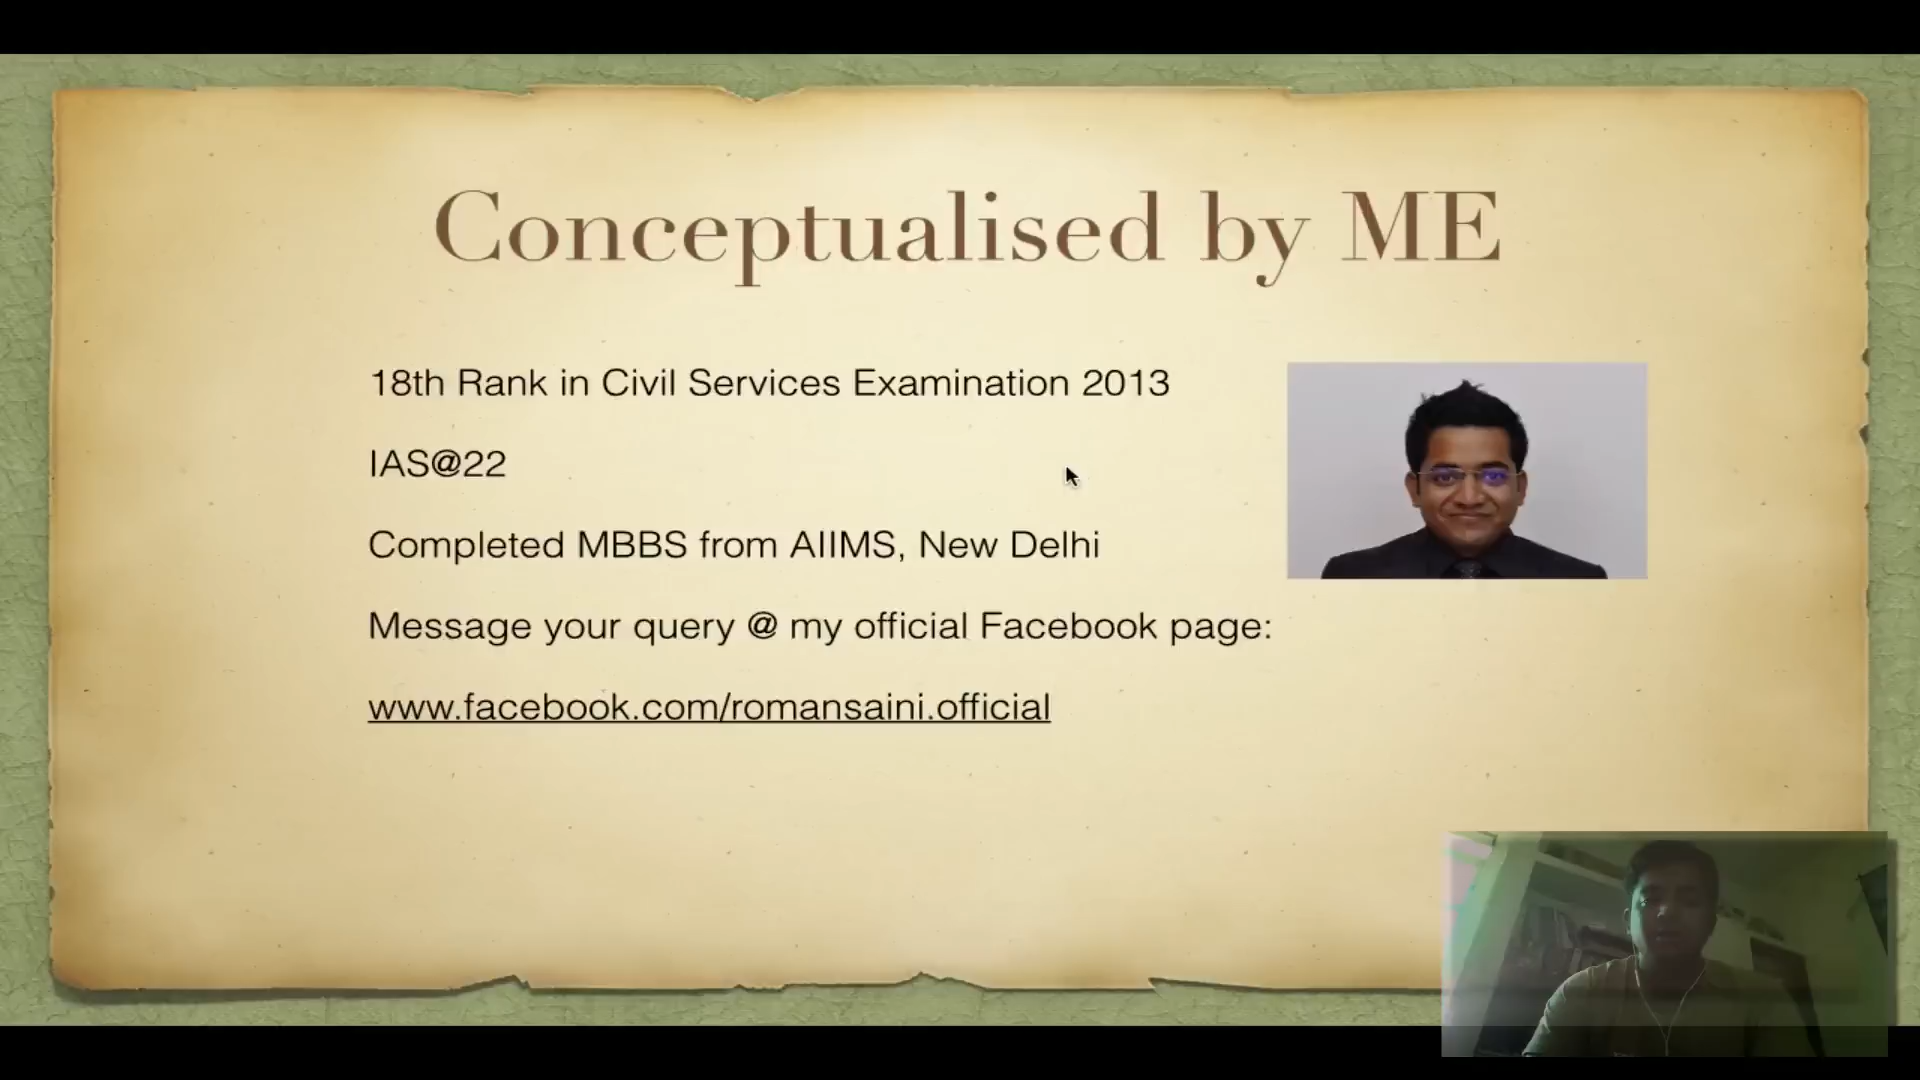 Conceptualised by ME
18th Rank in Civil Services Examination 2013
IAS@22
Completed MBBS from AIIMS, New Delhi
Message your query @ my official Facebook page:
www.facebook.com/romansaini.official